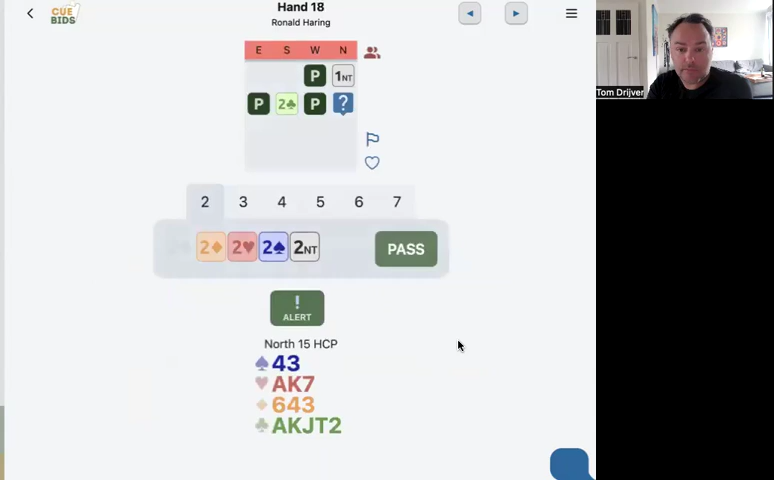 Hand 18
CUE BIDS
Ronald Haring
E S W N
P 1NT
P 2♣ P ?
Tom Drijver
2 3 4 5 6 7
2♦ 2♥ 2♠ 2NT PASS
!
ALERT
North 15 HCP
♠ 43
♥ AK7
♦ 643
♣ AKJT2